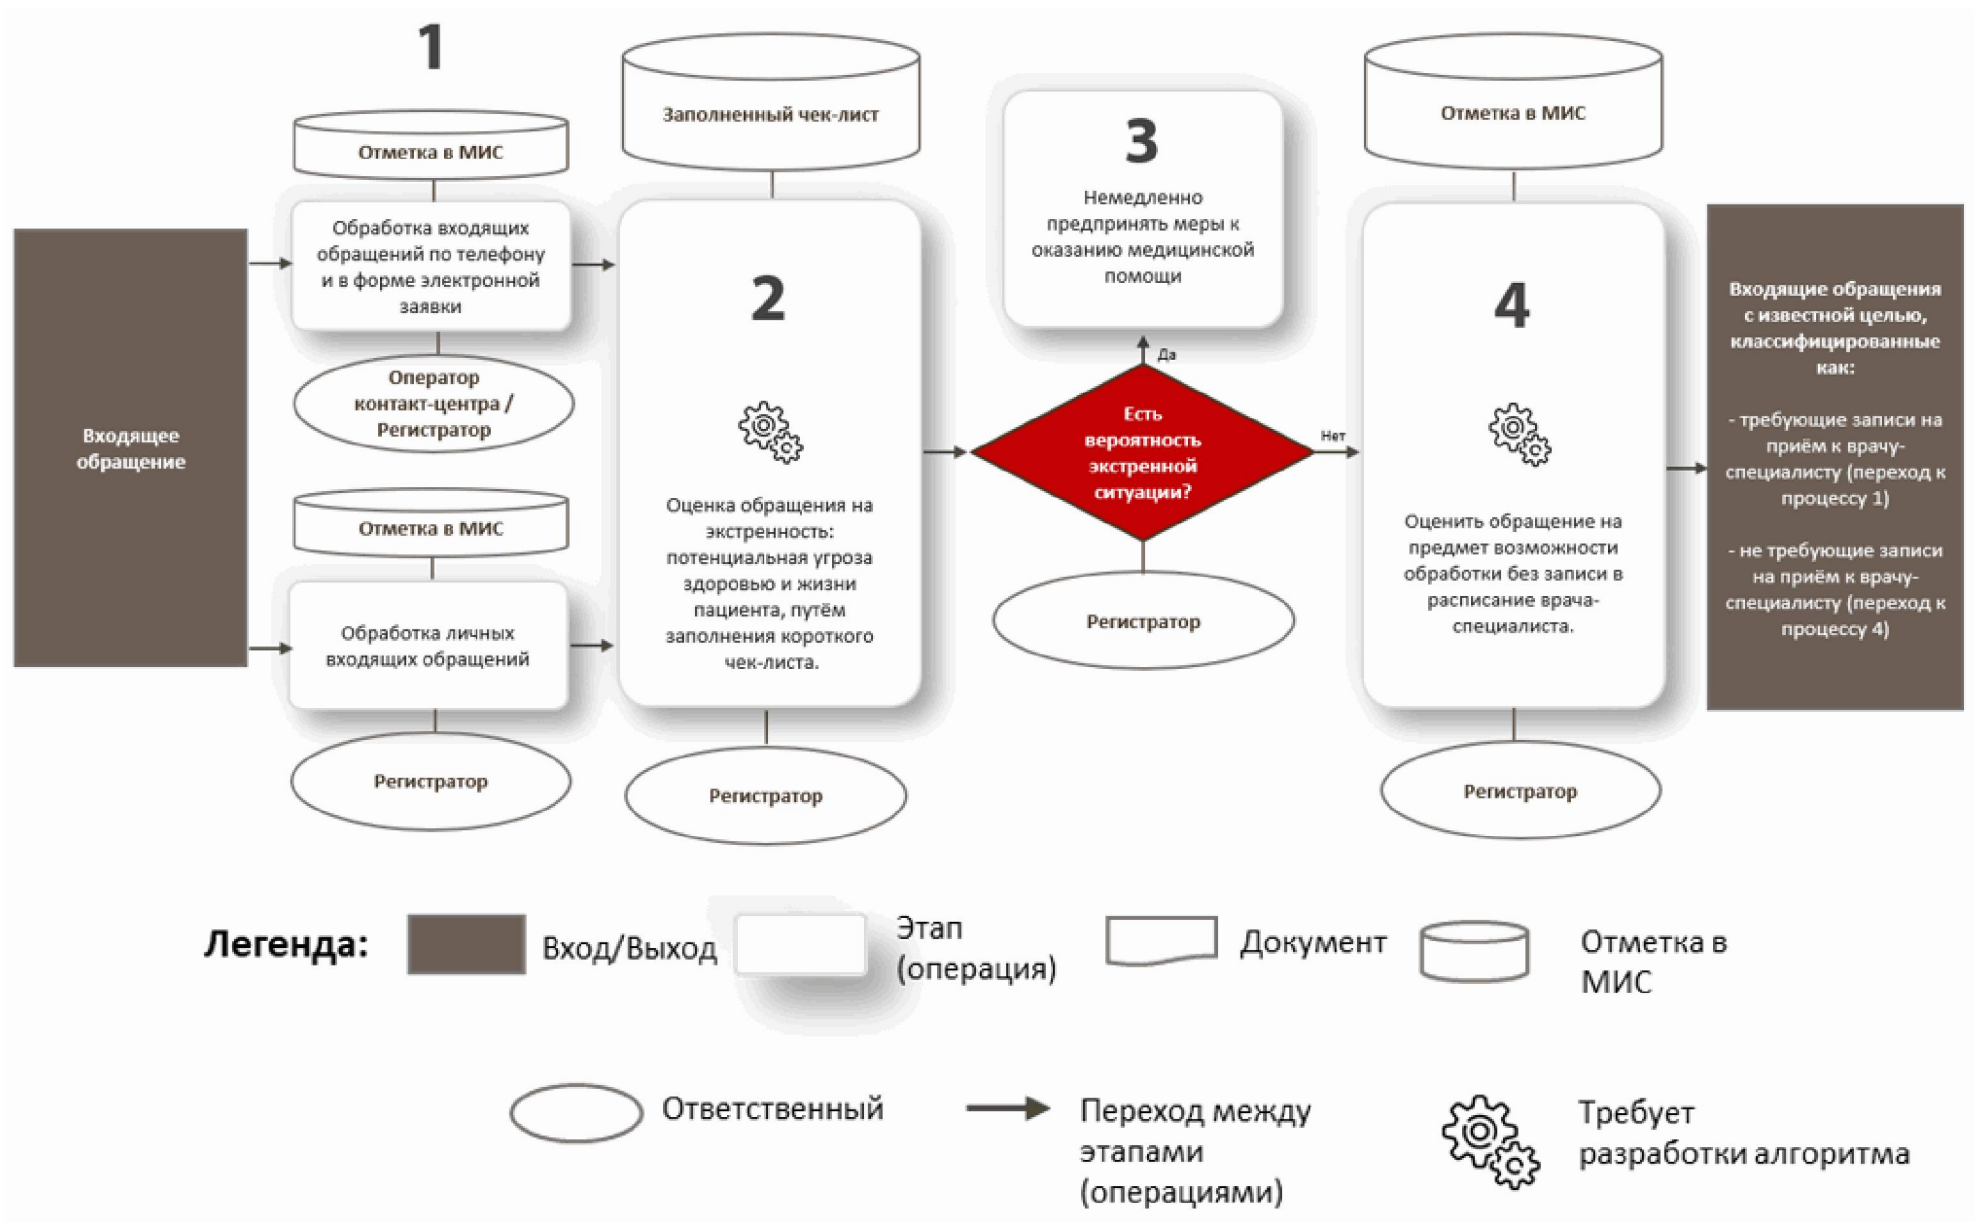 1
Отметка в МИС
Обработка входящих
обращений по телефону
и в форме электронной
заявки
Оператор
контакт-центра /
Регистратор
Входящее
обращение
Отметка в МИС
Обработка личных
входящих обращений
Регистратор
Заполненный чек-лист
2
Оценка обращения на
экстренность:
потенциальная угроза
здоровью и жизни
пациента, путём
заполнения короткого
чек-листа.
Регистратор
3
Немедленно
предпринять меры к
оказанию медицинской
помощи
Да
Есть
вероятность
экстренной
ситуации?
Нет
Регистратор
Отметка в МИС
4
Оценить обращение на
предмет возможности
обработки без записи в
расписание врача-
специалиста.
Регистратор
Входящие обращения
с известной целью,
классифицированные
как:
- требующие записи на
приём к врачу-
специалисту (переход к
процессу 1)
- не требующие записи
на приём к врачу-
специалисту (переход к
процессу 4)
Легенда:
Вход/Выход
Этап
(операция)
Документ
Отметка в
МИС
Ответственный
Переход между
этапами
(операциями)
Требует
разработки алгоритма